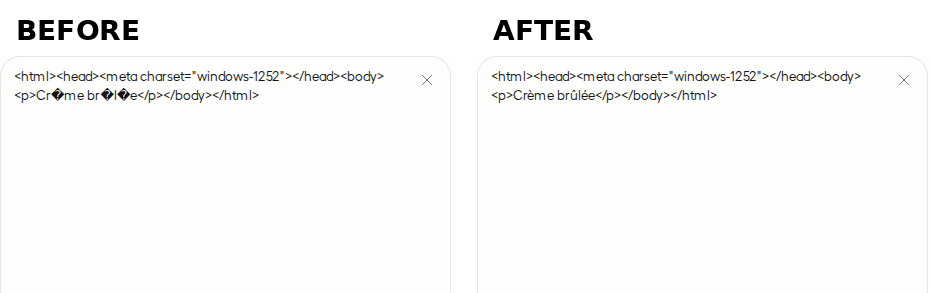 BEFORE
<html><head><meta charset="windows-1252"></head><body>
<p>Cr�me br�l�e</p></body></html>
AFTER
<html><head><meta charset="windows-1252"></head><body>
<p>Crème brûlée</p></body></html>